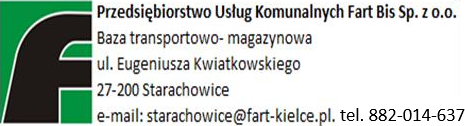 Przedsiębiorstwo Usług Komunalnych Fart Bis Sp. z o.o.
Baza transportowo- magazynowa
ul. Eugeniusza Kwiatkowskiego
27-200 Starachowice
e-mail: starachowice@fart-kielce.pl. tel. 882-014-637